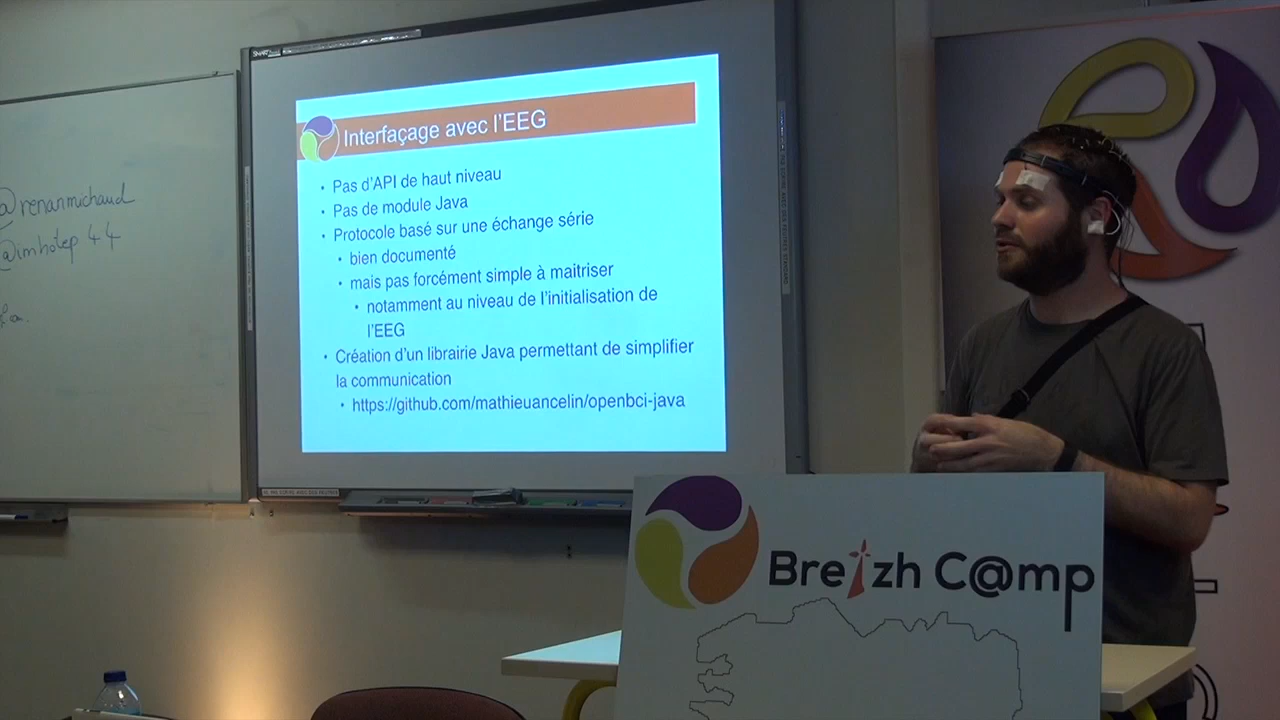 @renanmichaud
@imhotep44
SMART
Interfaçage avec l'EEG
• Pas d'API de haut niveau
• Pas de module Java
• Protocole basé sur une échange série
• bien documenté
• mais pas forcément simple à maitriser
• notamment au niveau de l'initialisation de
l'EEG
• Création d'un librairie Java permettant de simplifier
la communication
• https://github.com/mathieuancelin/openbci-java
Breizh C@mp